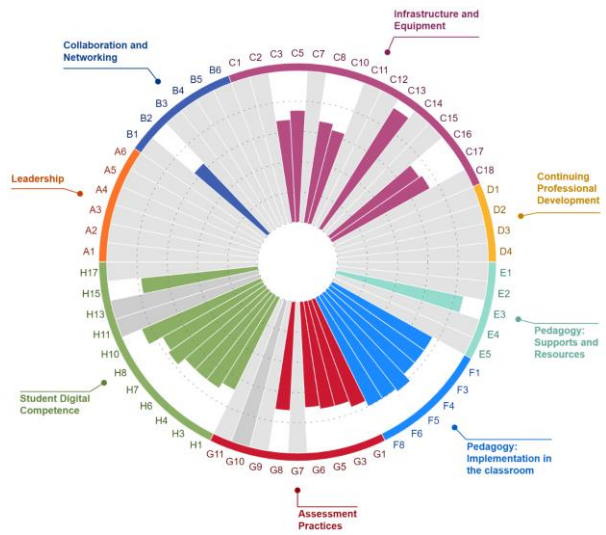 Infrastructure and
Equipment
Collaboration and
Networking
Leadership
Continuing
Professional
Development
Pedagogy:
Supports and
Resources
Pedagogy:
Implementation in
the classroom
Assessment
Practices
Student Digital
Competence
A1
A2
A3
A4
A5
A6
B1
B2
B3
B4
B5
B6
C1
C2
C3
C5
C7
C8
C10
C11
C12
C13
C14
C15
C16
C17
C18
D1
D2
D3
D4
E1
E2
E3
E4
E5
F1
F3
F4
F5
F6
F8
G1
G3
G5
G6
G7
G8
G9
G10
G11
H1
H3
H4
H6
H7
H8
H10
H11
H13
H15
H17